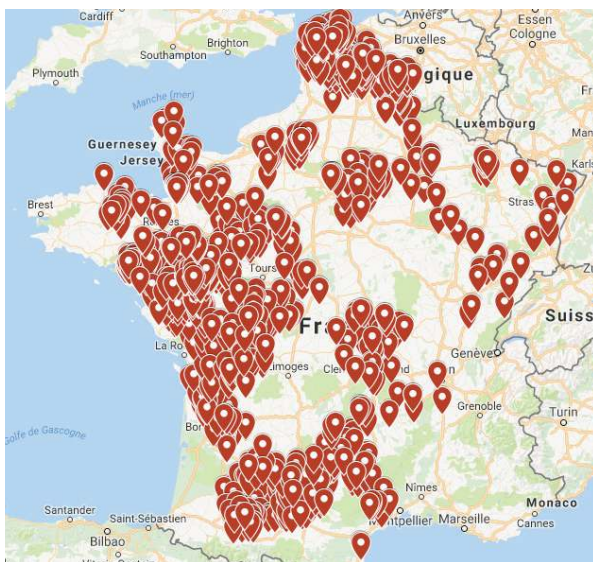 Cardiff
Anvers
Essen
Cologne
Southampton
Brighton
Bruxelles
Plymouth
gique
Manche (mer)
Luxembourg
Guernesey
Jersey
Stras
Brest
Tours
Fra
Suiss
La Ro
Limoges
Cler
Genève
Grenoble
Turin
Bor
Golfe de Gascogne
Nîmes
Monaco
Santander
Saint-Sébastien
ontpellier
Marseille
Cannes
Bilbao